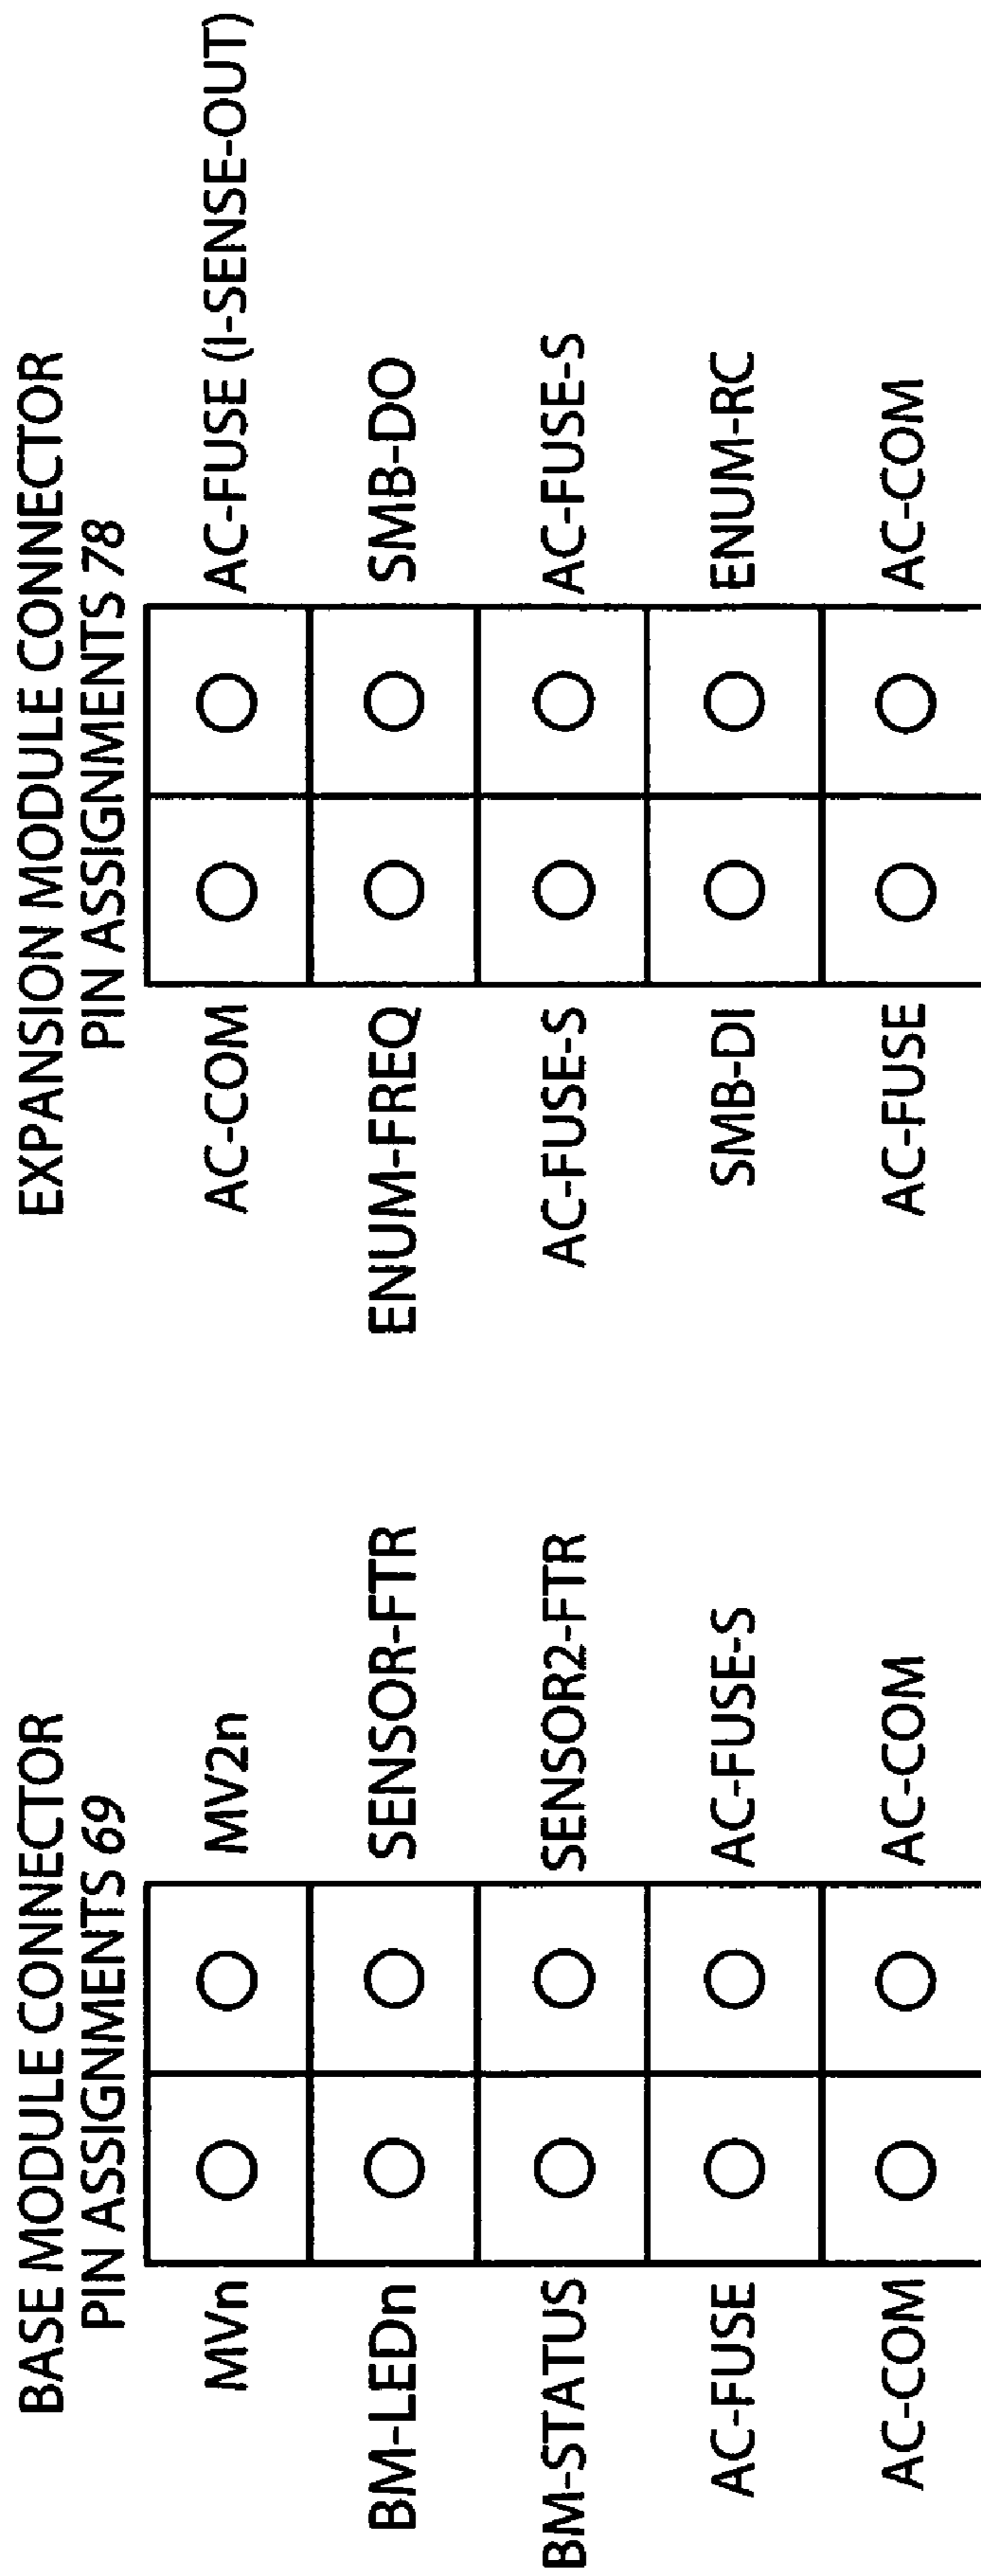 BASE MODULE CONNECTOR
PIN ASSIGNMENTS 69
MVn
MV2n
BM-LEDn
SENSOR-FTR
BM-STATUS
SENSOR2-FTR
AC-FUSE
AC-FUSE-S
AC-COM
AC-COM
EXPANSION MODULE CONNECTOR
PIN ASSIGNMENTS 78
AC-COM
AC-FUSE (I-SENSE-OUT)
ENUM-FREQ
SMB-DO
AC-FUSE-S
AC-FUSE-S
SMB-DI
ENUM-RC
AC-FUSE
AC-COM